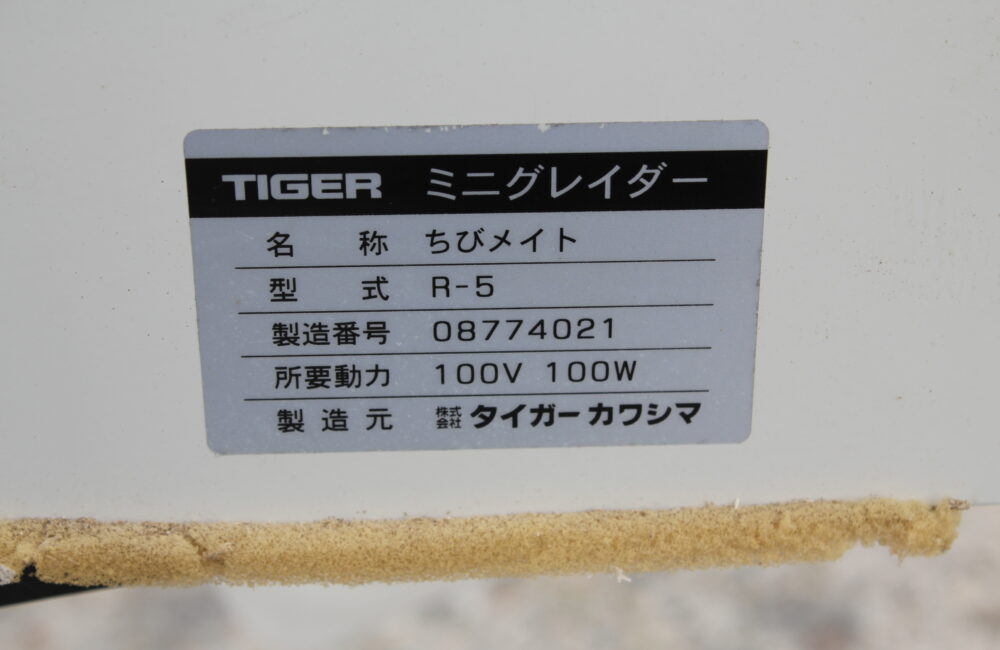 TIGER ミニグレイダー
名称 ちびメイト
型式 R-5
製造番号 08774021
所要動力 100V 100W
製造元 株式会社 タイガーカワシマ